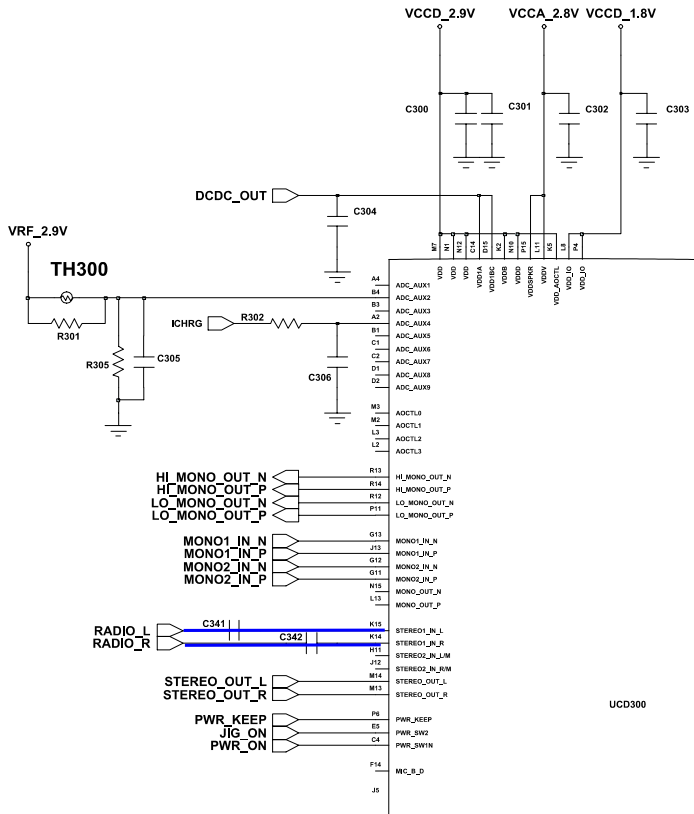 VCCD_2.9V VCCA_2.8V VCCD_1.8V
C300 C301 C302 C303
DCDC_OUT
C304
VRF_2.9V
TH300
R301
R305
C305
ICHRG
R302
C306
M7 N1 N12 C14 D15 K2 N10 P15 L11 K5 L8 P4
VDD VDD VDD VDD1A VDD1BC VDDB VDDD VDDSPKR VDDV VDD_AOCTL VDD_IO VDD_IO
A4 ADC_AUX1
B4 ADC_AUX2
B3 ADC_AUX3
A2 ADC_AUX4
B1 ADC_AUX5
C1 ADC_AUX6
C2 ADC_AUX7
D1 ADC_AUX8
D2 ADC_AUX9
M3 AOCTL0
M2 AOCTL1
L3 AOCTL2
L2 AOCTL3
HI_MONO_OUT_N R13 HI_MONO_OUT_N
HI_MONO_OUT_P R14 HI_MONO_OUT_P
LO_MONO_OUT_N R12 LO_MONO_OUT_N
LO_MONO_OUT_P P11 LO_MONO_OUT_P
MONO1_IN_N G13 MONO1_IN_N
MONO1_IN_P J13 MONO1_IN_P
MONO2_IN_N G12 MONO2_IN_N
MONO2_IN_P G11 MONO2_IN_P
N15 MONO_OUT_N
L13 MONO_OUT_P
RADIO_L C341 K15 STEREO1_IN_L
RADIO_R C342 K14 STEREO1_IN_R
H11 STEREO2_IN_L/M
J12 STEREO2_IN_R/M
STEREO_OUT_L M14 STEREO_OUT_L
STEREO_OUT_R M13 STEREO_OUT_R
UCD300
PWR_KEEP P6 PWR_KEEP
JIG_ON E5 PWR_SW2
PWR_ON C4 PWR_SW1N
F14 MIC_B_D
J5